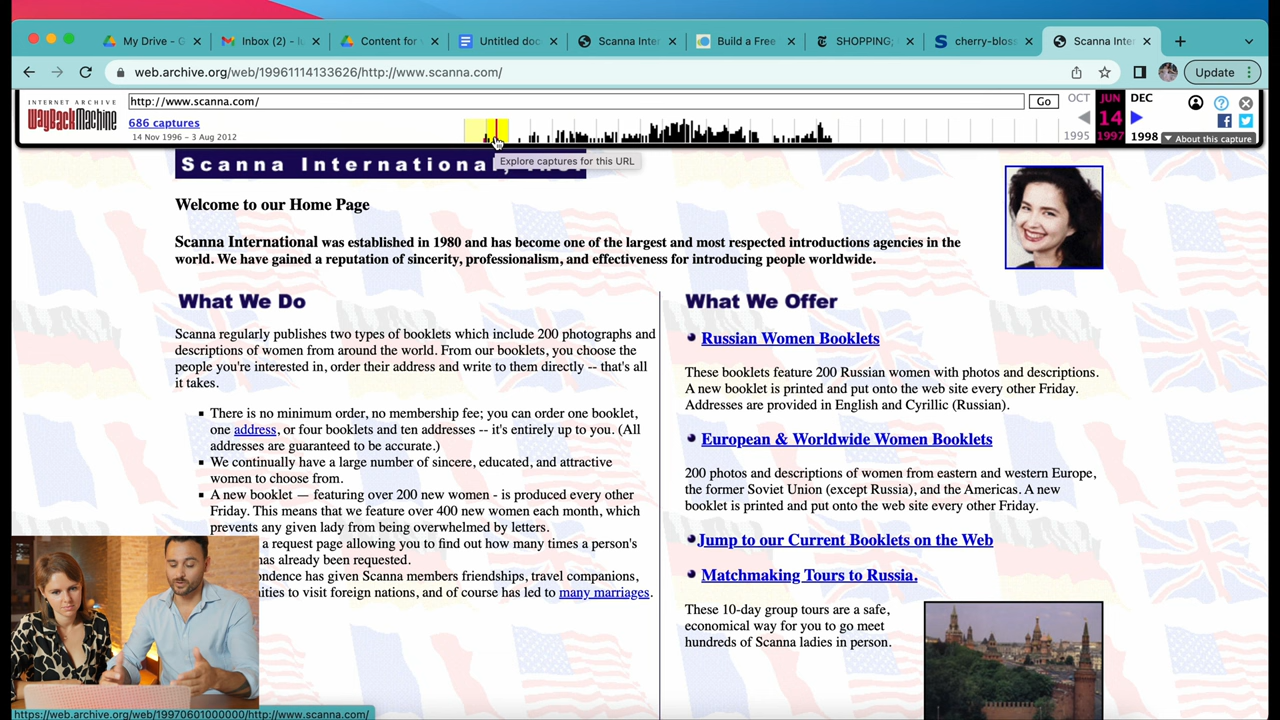 My Drive - G
Inbox (2) - lu
Content for
Untitled doc
Scanna Inter
Build a Free
SHOPPING;
cherry-bloss
Scanna Inter
web.archive.org/web/19961114133626/http://www.scanna.com/
Update
INTERNET ARCHIVE
WayBackMachine
http://www.scanna.com/
Go
OCT
JUN
DEC
686 captures
14
14 Nov 1996 – 3 Aug 2012
1995
1997
1998
About this capture
Scanna International,
Explore captures for this URL
Welcome to our Home Page
Scanna International was established in 1980 and has become one of the largest and most respected introductions agencies in the
world. We have gained a reputation of sincerity, professionalism, and effectiveness for introducing people worldwide.
What We Do
Scanna regularly publishes two types of booklets which include 200 photographs and
descriptions of women from around the world. From our booklets, you choose the
people you're interested in, order their address and write to them directly -- that's all
it takes.
There is no minimum order, no membership fee; you can order one booklet,
one address, or four booklets and ten addresses -- it's entirely up to you. (All
addresses are guaranteed to be accurate.)
We continually have a large number of sincere, educated, and attractive
women to choose from.
A new booklet — featuring over 200 new women - is produced every other
Friday. This means that we feature over 400 new women each month, which
prevents any given lady from being overwhelmed by letters.
a request page allowing you to find out how many times a person's
has already been requested.
ondence has given Scanna members friendships, travel companions,
ities to visit foreign nations, and of course has led to many marriages.
What We Offer
Russian Women Booklets
These booklets feature 200 Russian women with photos and descriptions.
A new booklet is printed and put onto the web site every other Friday.
Addresses are provided in English and Cyrillic (Russian).
European & Worldwide Women Booklets
200 photos and descriptions of women from eastern and western Europe,
the former Soviet Union (except Russia), and the Americas. A new
booklet is printed and put onto the web site every other Friday.
Jump to our Current Booklets on the Web
Matchmaking Tours to Russia.
These 10-day group tours are a safe,
economical way for you to go meet
hundreds of Scanna ladies in person.
https://web.archive.org/web/19970601000000/http://www.scanna.com/